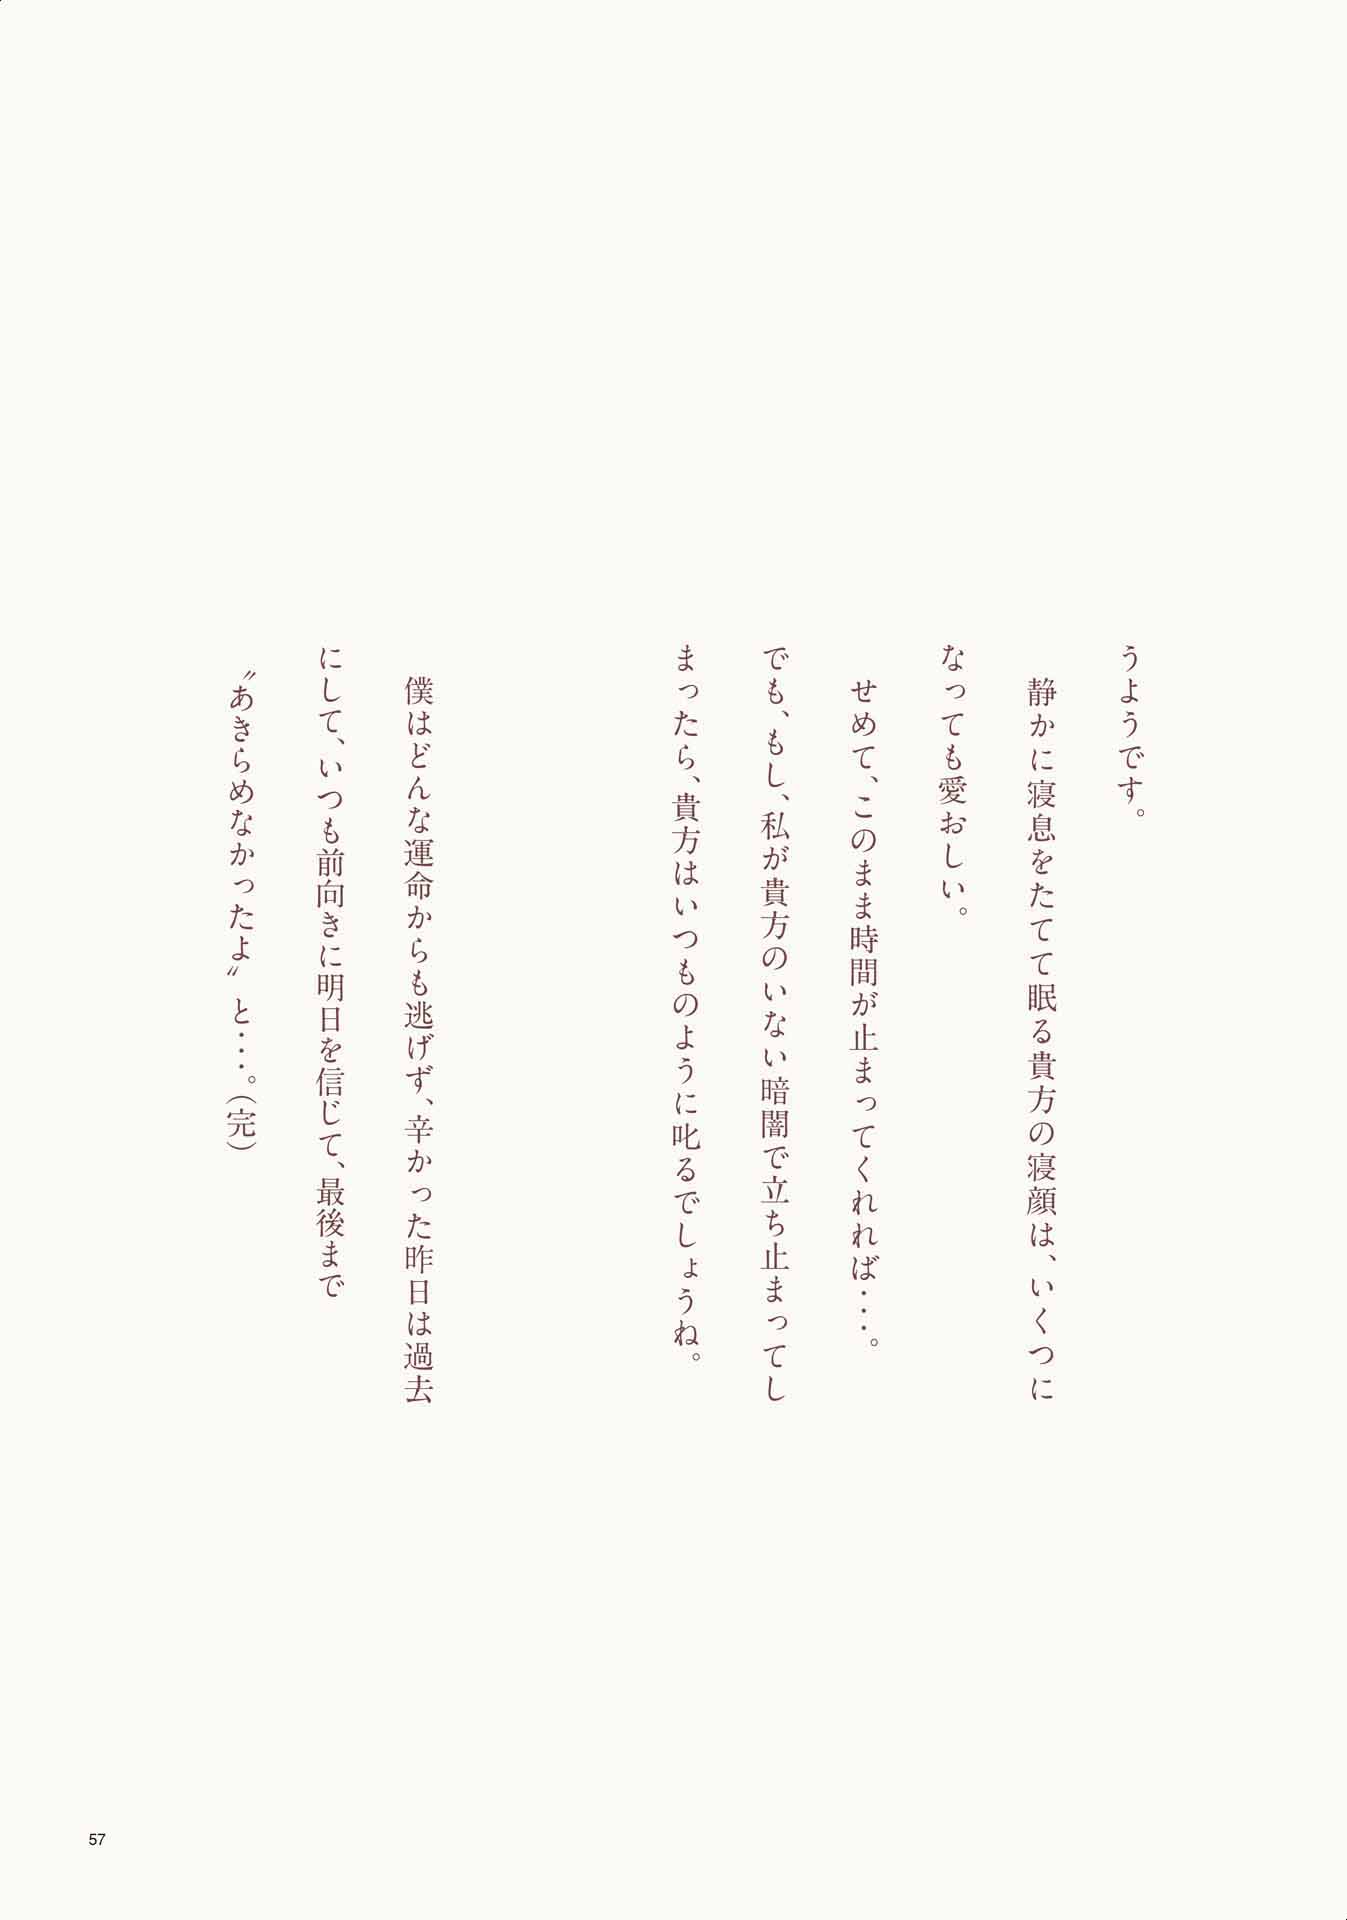 うようです。
　静かに寝息をたてて眠る貴方の寝顔は、いくつに
なっても愛おしい。
　せめて、このまま時間が止まってくれれば・・・。
でも、もし、私が貴方のいない暗闇で立ち止まってし
まったら、貴方はいつものように叱るでしょうね。
　僕はどんな運命からも逃げず、辛かった昨日は過去
にして、いつも前向きに明日を信じて、最後まで
〝あきらめなかったよ〟と・・・。（完）
57